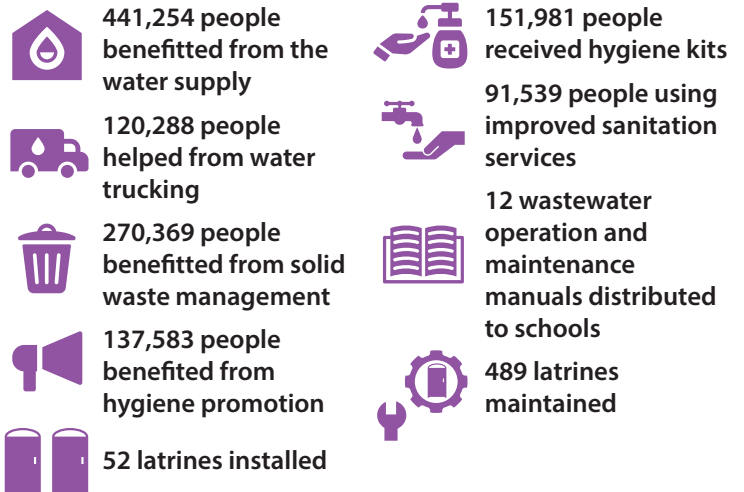 441,254 people
benefitted from the
water supply
120,288 people
helped from water
trucking
270,369 people
benefitted from solid
waste management
137,583 people
benefited from
hygiene promotion
52 latrines installed
151,981 people
received hygiene kits
91,539 people using
improved sanitation
services
12 wastewater
operation and
maintenance
manuals distributed
to schools
489 latrines
maintained